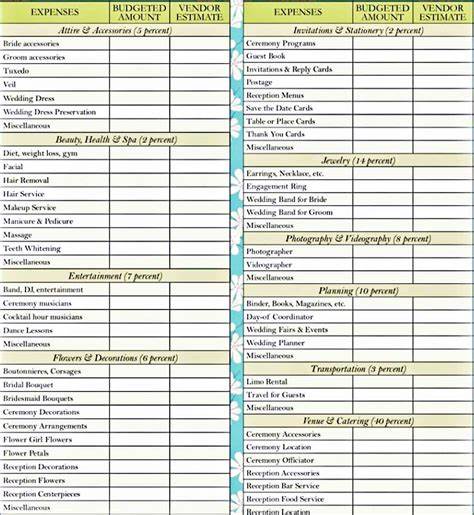 EXPENSES BUDGETED AMOUNT VENDOR ESTIMATE
Attire & Accessories (5 percent)
Bride accessories
Groom accessories
Tuxedo
Veil
Wedding Dress
Wedding Dress Preservation
Miscellaneous
Beauty, Health & Spa (2 percent)
Diet, weight loss, gym
Facial
Hair Removal
Hair Service
Makeup Service
Manicure & Pedicure
Massage
Teeth Whitening
Entertainment (7 percent)
Band, DJ, entertainment
Ceremony musicians
Cocktail hour musicians
Dance Lessons
Miscellaneous
Flowers & Decorations (6 percent)
Boutonnieres, Corsages
Bridal Bouquet
Bridesmaid Bouquets
Ceremony Decorations
Ceremony Arrangements
Flower Girl Flowers
Flower Petals
Reception Decorations
Reception Flowers
Reception Centerpieces
Miscellaneous
EXPENSES BUDGETED AMOUNT VENDOR ESTIMATE
Invitations & Stationery (2 percent)
Ceremony Programs
Guest Book
Invitations & Reply Cards
Postage
Reception Menus
Save the Date Cards
Table or Place Cards
Thank You Cards
Miscellaneous
Jewelry (14 percent)
Earrings, Necklace, etc.
Engagement Ring
Wedding Band for Bride
Wedding Band for Groom
Miscellaneous
Photography & Videography (8 percent)
Photographer
Videographer
Miscellaneous
Planning (10 percent)
Binder, Books, Magazines, etc.
Day-of Coordinator
Wedding Fairs & Events
Wedding Planner
Miscellaneous
Transportation (3 percent)
Limo Rental
Travel for Guests
Miscellaneous
Venue & Catering (40 percent)
Ceremony Accessories
Ceremony Location
Ceremony Officiator
Reception Accessories
Reception Bar Service
Reception Food Service
Reception Location